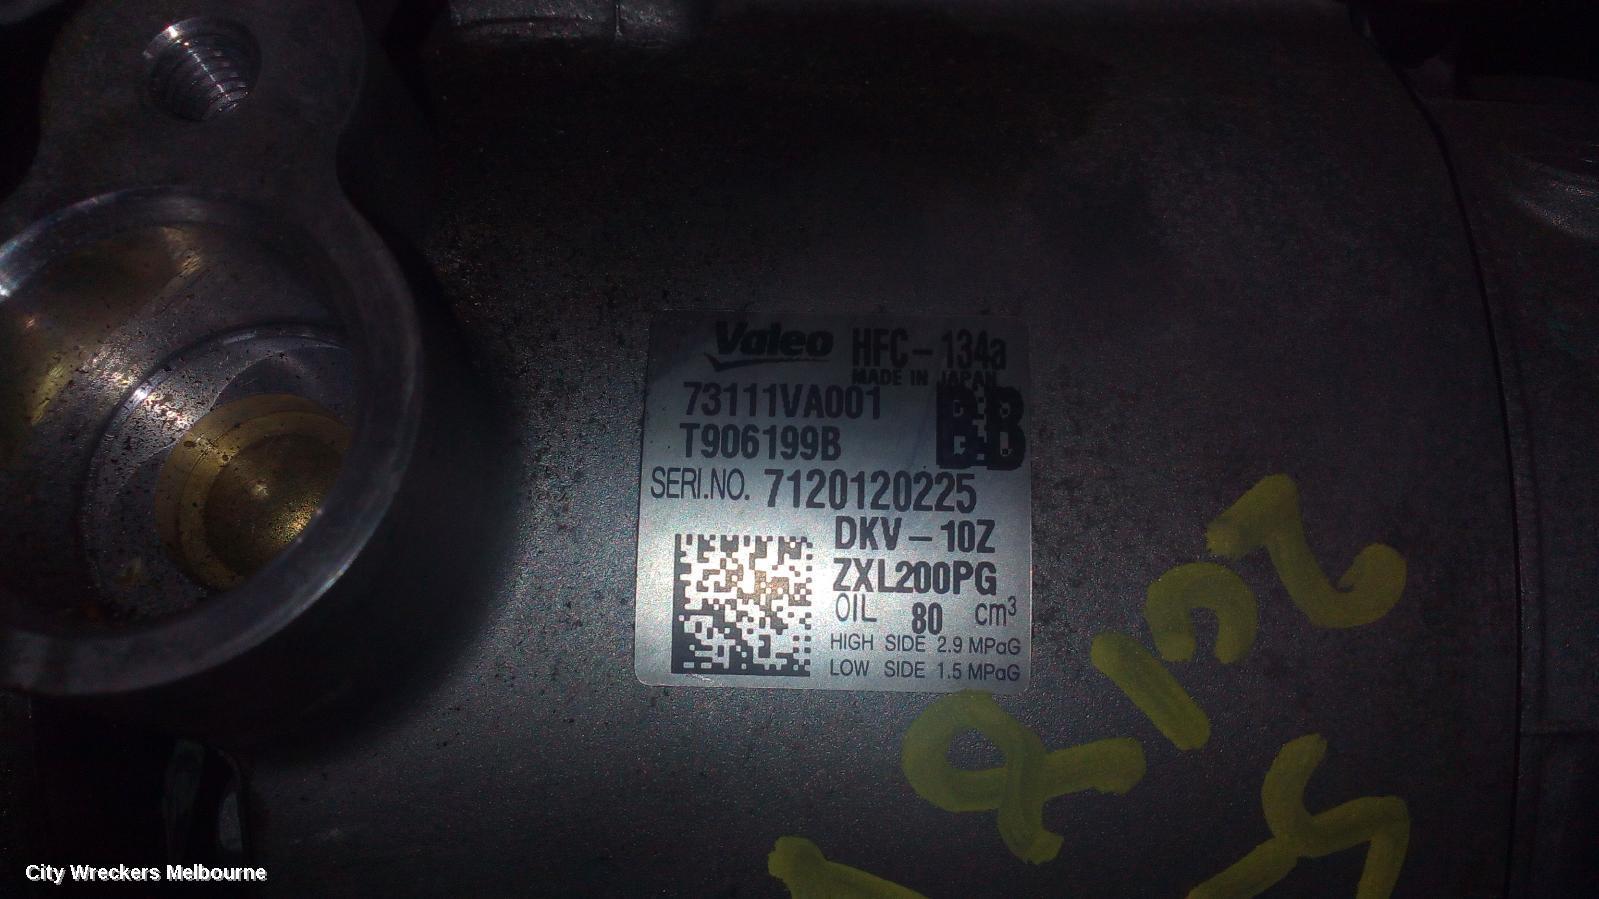 Valeo HFC-134a
MADE IN JAPAN
73111VA001
BB
T906199B
SERI.NO. 7120120225
DKV-10Z
ZXL200PG
OIL 80 cm³
HIGH SIDE 2.9 MPaG
LOW SIDE 1.5 MPaG
City Wreckers Melbourne